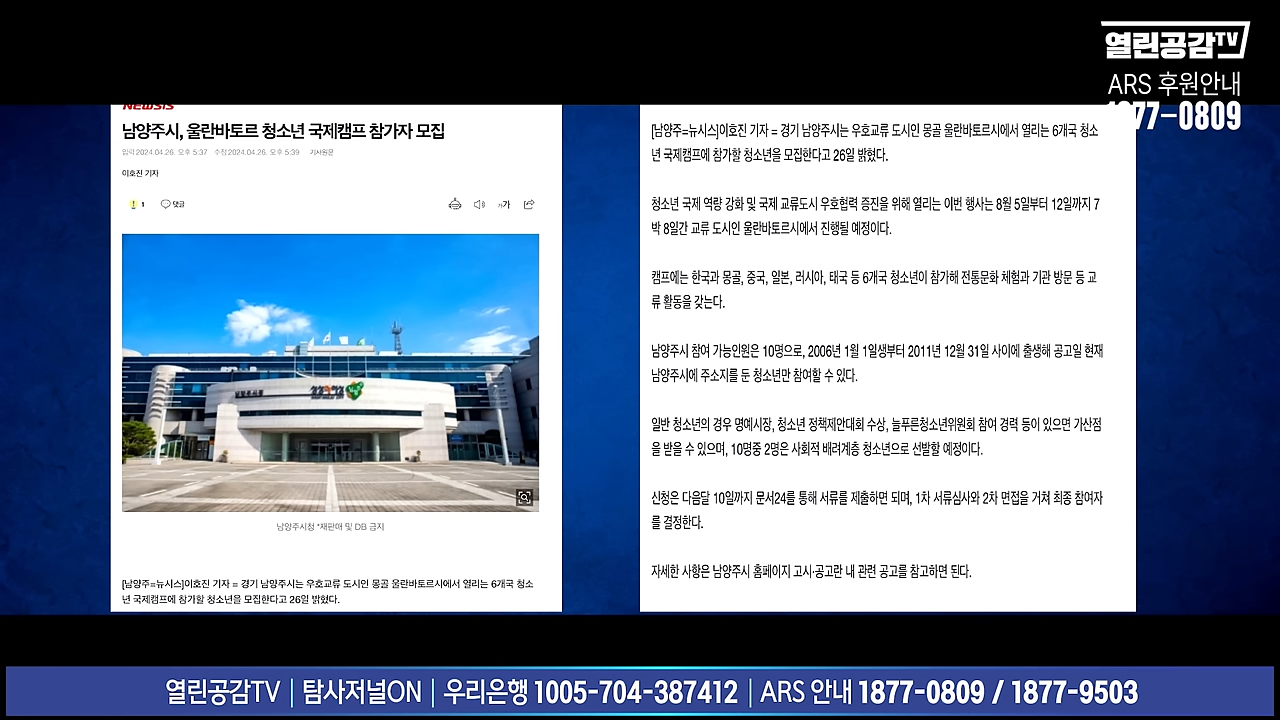 열린공감TV
ARS 후원안내
1877-0809
NEWSIS
남양주시, 울란바토르 청소년 국제캠프 참가자 모집
입력 2024.04.26. 오후 5:37 수정 2024.04.26. 오후 5:39 기사원문
이호진 기자
1 댓글
가가
남양주시청 *재판매 및 DB 금지
[남양주=뉴시스]이호진 기자 = 경기 남양주시는 우호교류 도시인 몽골 울란바토르시에서 열리는 6개국 청소
년 국제캠프에 참가할 청소년을 모집한다고 26일 밝혔다.
[남양주=뉴시스]이호진 기자 = 경기 남양주시는 우호교류 도시인 몽골 울란바토르시에서 열리는 6개국 청소
년 국제캠프에 참가할 청소년을 모집한다고 26일 밝혔다.
청소년 국제 역량 강화 및 국제 교류도시 우호협력 증진을 위해 열리는 이번 행사는 8월 5일부터 12일까지 7
박 8일간 교류 도시인 울란바토르시에서 진행될 예정이다.
캠프에는 한국과 몽골, 중국, 일본, 러시아, 태국 등 6개국 청소년이 참가해 전통문화 체험과 기관 방문 등 교
류 활동을 갖는다.
남양주시 참여 가능인원은 10명으로, 2006년 1월 1일생부터 2011년 12월 31일 사이에 출생해 공고일 현재
남양주시에 주소지를 둔 청소년만 참여할 수 있다.
일반 청소년의 경우 명예시장, 청소년 정책제안대회 수상, 늘푸른청소년위원회 참여 경력 등이 있으면 가산점
을 받을 수 있으며, 10명중 2명은 사회적 배려계층 청소년으로 선발할 예정이다.
신청은 다음달 10일까지 문서24를 통해 서류를 제출하면 되며, 1차 서류심사와 2차 면접을 거쳐 최종 참여자
를 결정한다.
자세한 사항은 남양주시 홈페이지 고시·공고란 내 관련 공고를 참고하면 된다.
열린공감TV | 탐사저널ON | 우리은행 1005-704-387412 | ARS 안내 1877-0809 / 1877-9503